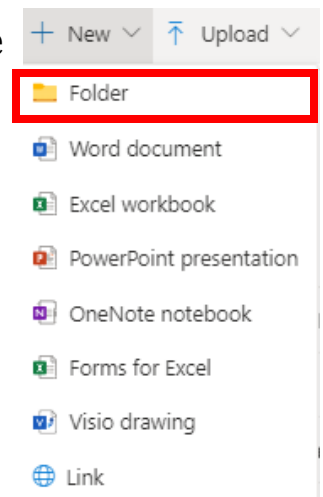 e
New Upload
Folder
Word document
Excel workbook
PowerPoint presentation
OneNote notebook
Forms for Excel
Visio drawing
Link